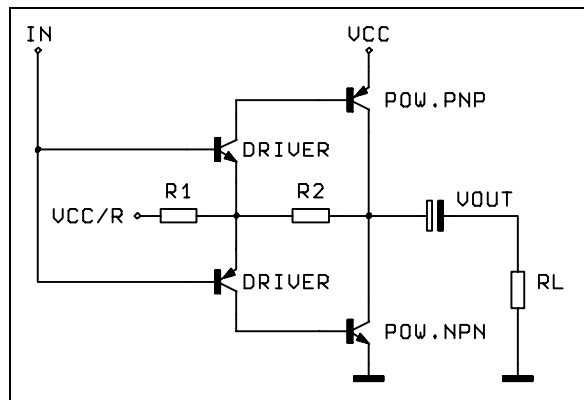 IN
VCC
POW.PNP
DRIVER
R1
R2
VOUT
VCC/R
DRIVER
RL
POW.NPN